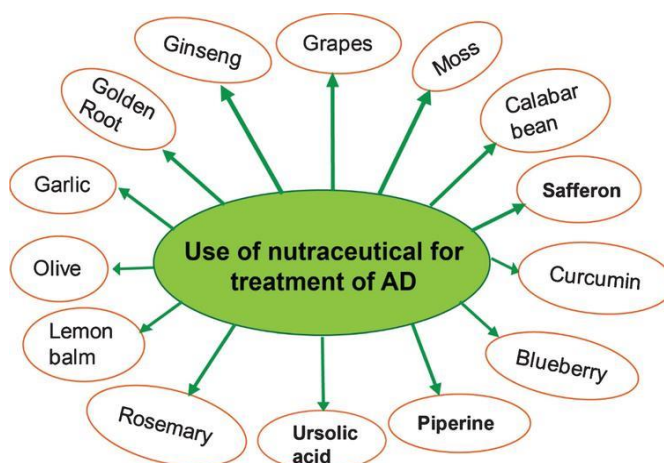 Ginseng
Grapes
Moss
Golden
Root
Calabar
bean
Garlic
Safferon
Use of nutraceutical for
treatment of AD
Olive
Curcumin
Lemon
balm
Blueberry
Rosemary
Ursolic
acid
Piperine